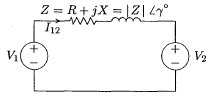 Z = R + jX = |Z| ∠γ°
I₁₂
V₁ + −
+ − V₂